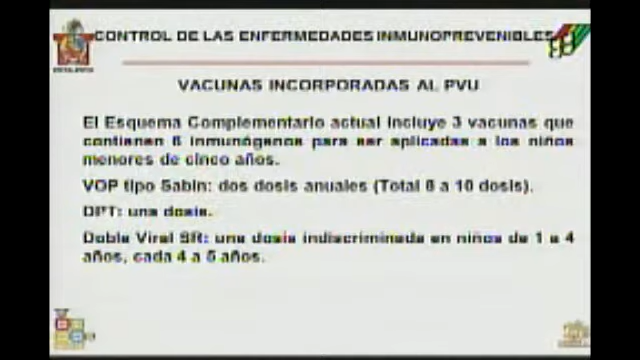 CONTROL DE LAS ENFERMEDADES INMUNOPREVENIBLES
VACUNAS INCORPORADAS AL PVU
El Esquema Complementario actual incluye 3 vacunas que
contienen 6 inmunógenos para ser aplicadas a los niños
menores de cinco años.
VOP tipo Sabin: dos dosis anuales (Total 8 a 10 dosis).
DPT: una dosis.
Doble Viral SR: una dosis indiscriminada en niños de 1 a 4
años, cada 4 a 5 años.